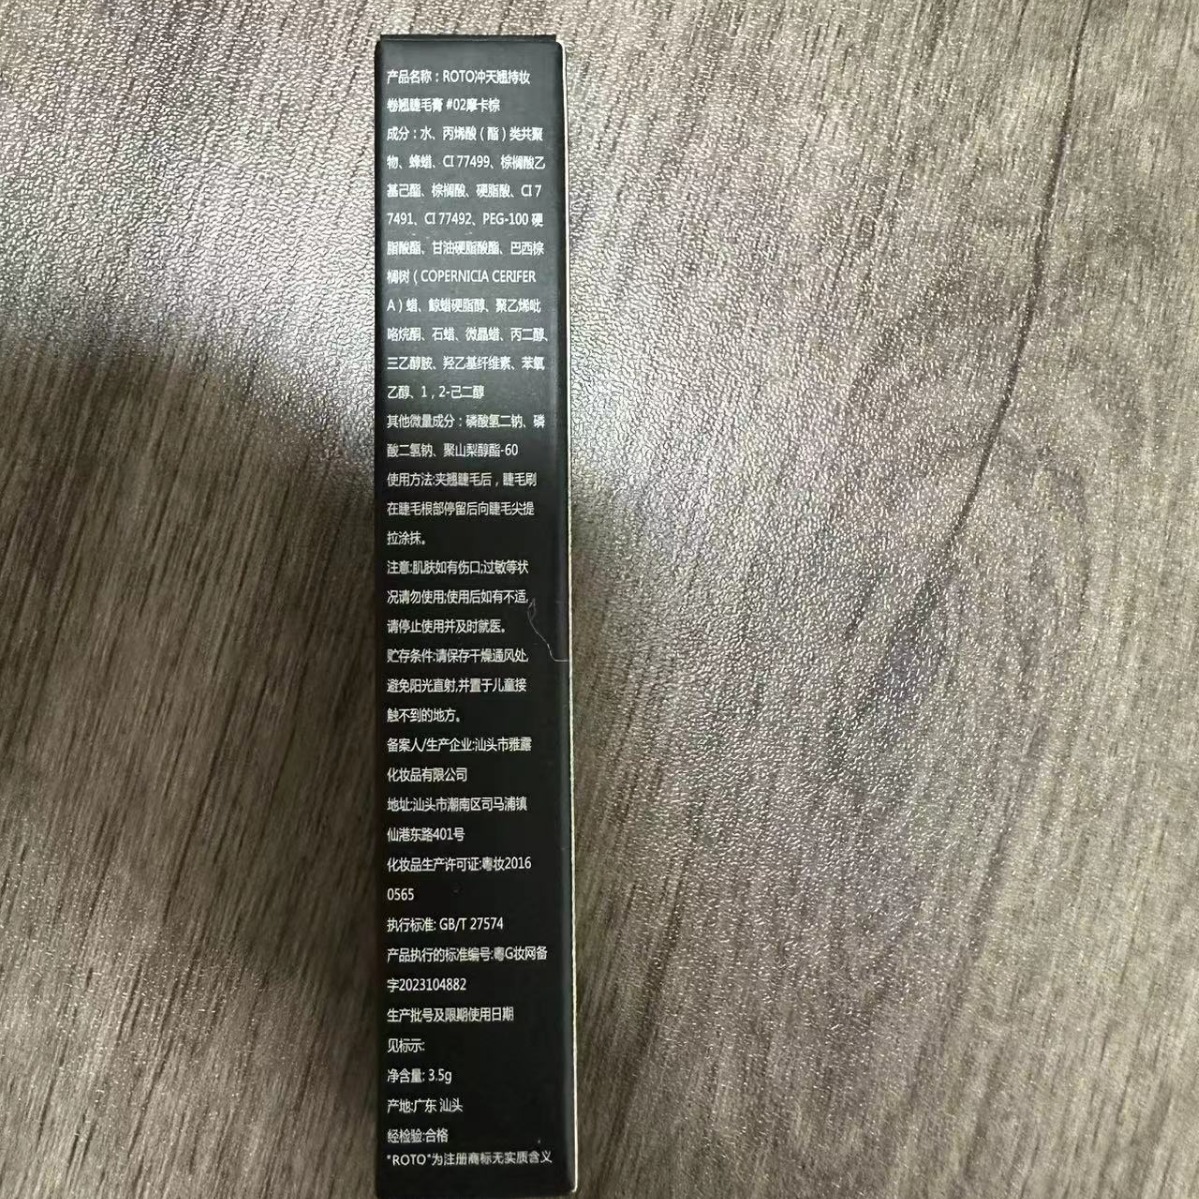 产品名称：ROTO冲天翘持妆
卷翘睫毛膏 #02摩卡棕
成分：水、丙烯酸（酯）类共聚
物、蜂蜡、CI 77499、棕榈酸乙
基己酯、棕榈酸、硬脂酸、CI 7
7491、CI 77492、PEG-100 硬
脂酸酯、甘油硬脂酸酯、巴西棕
榈树（COPERNICIA CERIFER
A）蜡、鲸蜡硬脂醇、聚乙烯吡
咯烷酮、石蜡、微晶蜡、丙二醇、
三乙醇胺、羟乙基纤维素、苯氧
乙醇、1，2-己二醇
其他微量成分：磷酸氢二钠、磷
酸二氢钠、聚山梨醇酯-60
使用方法:夹翘睫毛后，睫毛刷
在睫毛根部停留后向睫毛尖提
拉涂抹。
注意:肌肤如有伤口;过敏等状
况请勿使用;使用后如有不适,
请停止使用并及时就医。
贮存条件:请保存干燥通风处,
避免阳光直射,并置于儿童接
触不到的地方。
备案人/生产企业:汕头市雅露
化妆品有限公司
地址:汕头市潮南区司马浦镇
仙港东路401号
化妆品生产许可证:粤妆2016
0565
执行标准: GB/T 27574
产品执行的标准编号:粤G妆网备
字2023104882
生产批号及限期使用日期
见标示:
净含量: 3.5g
产地:广东 汕头
经检验:合格
"ROTO"为注册商标无实质含义